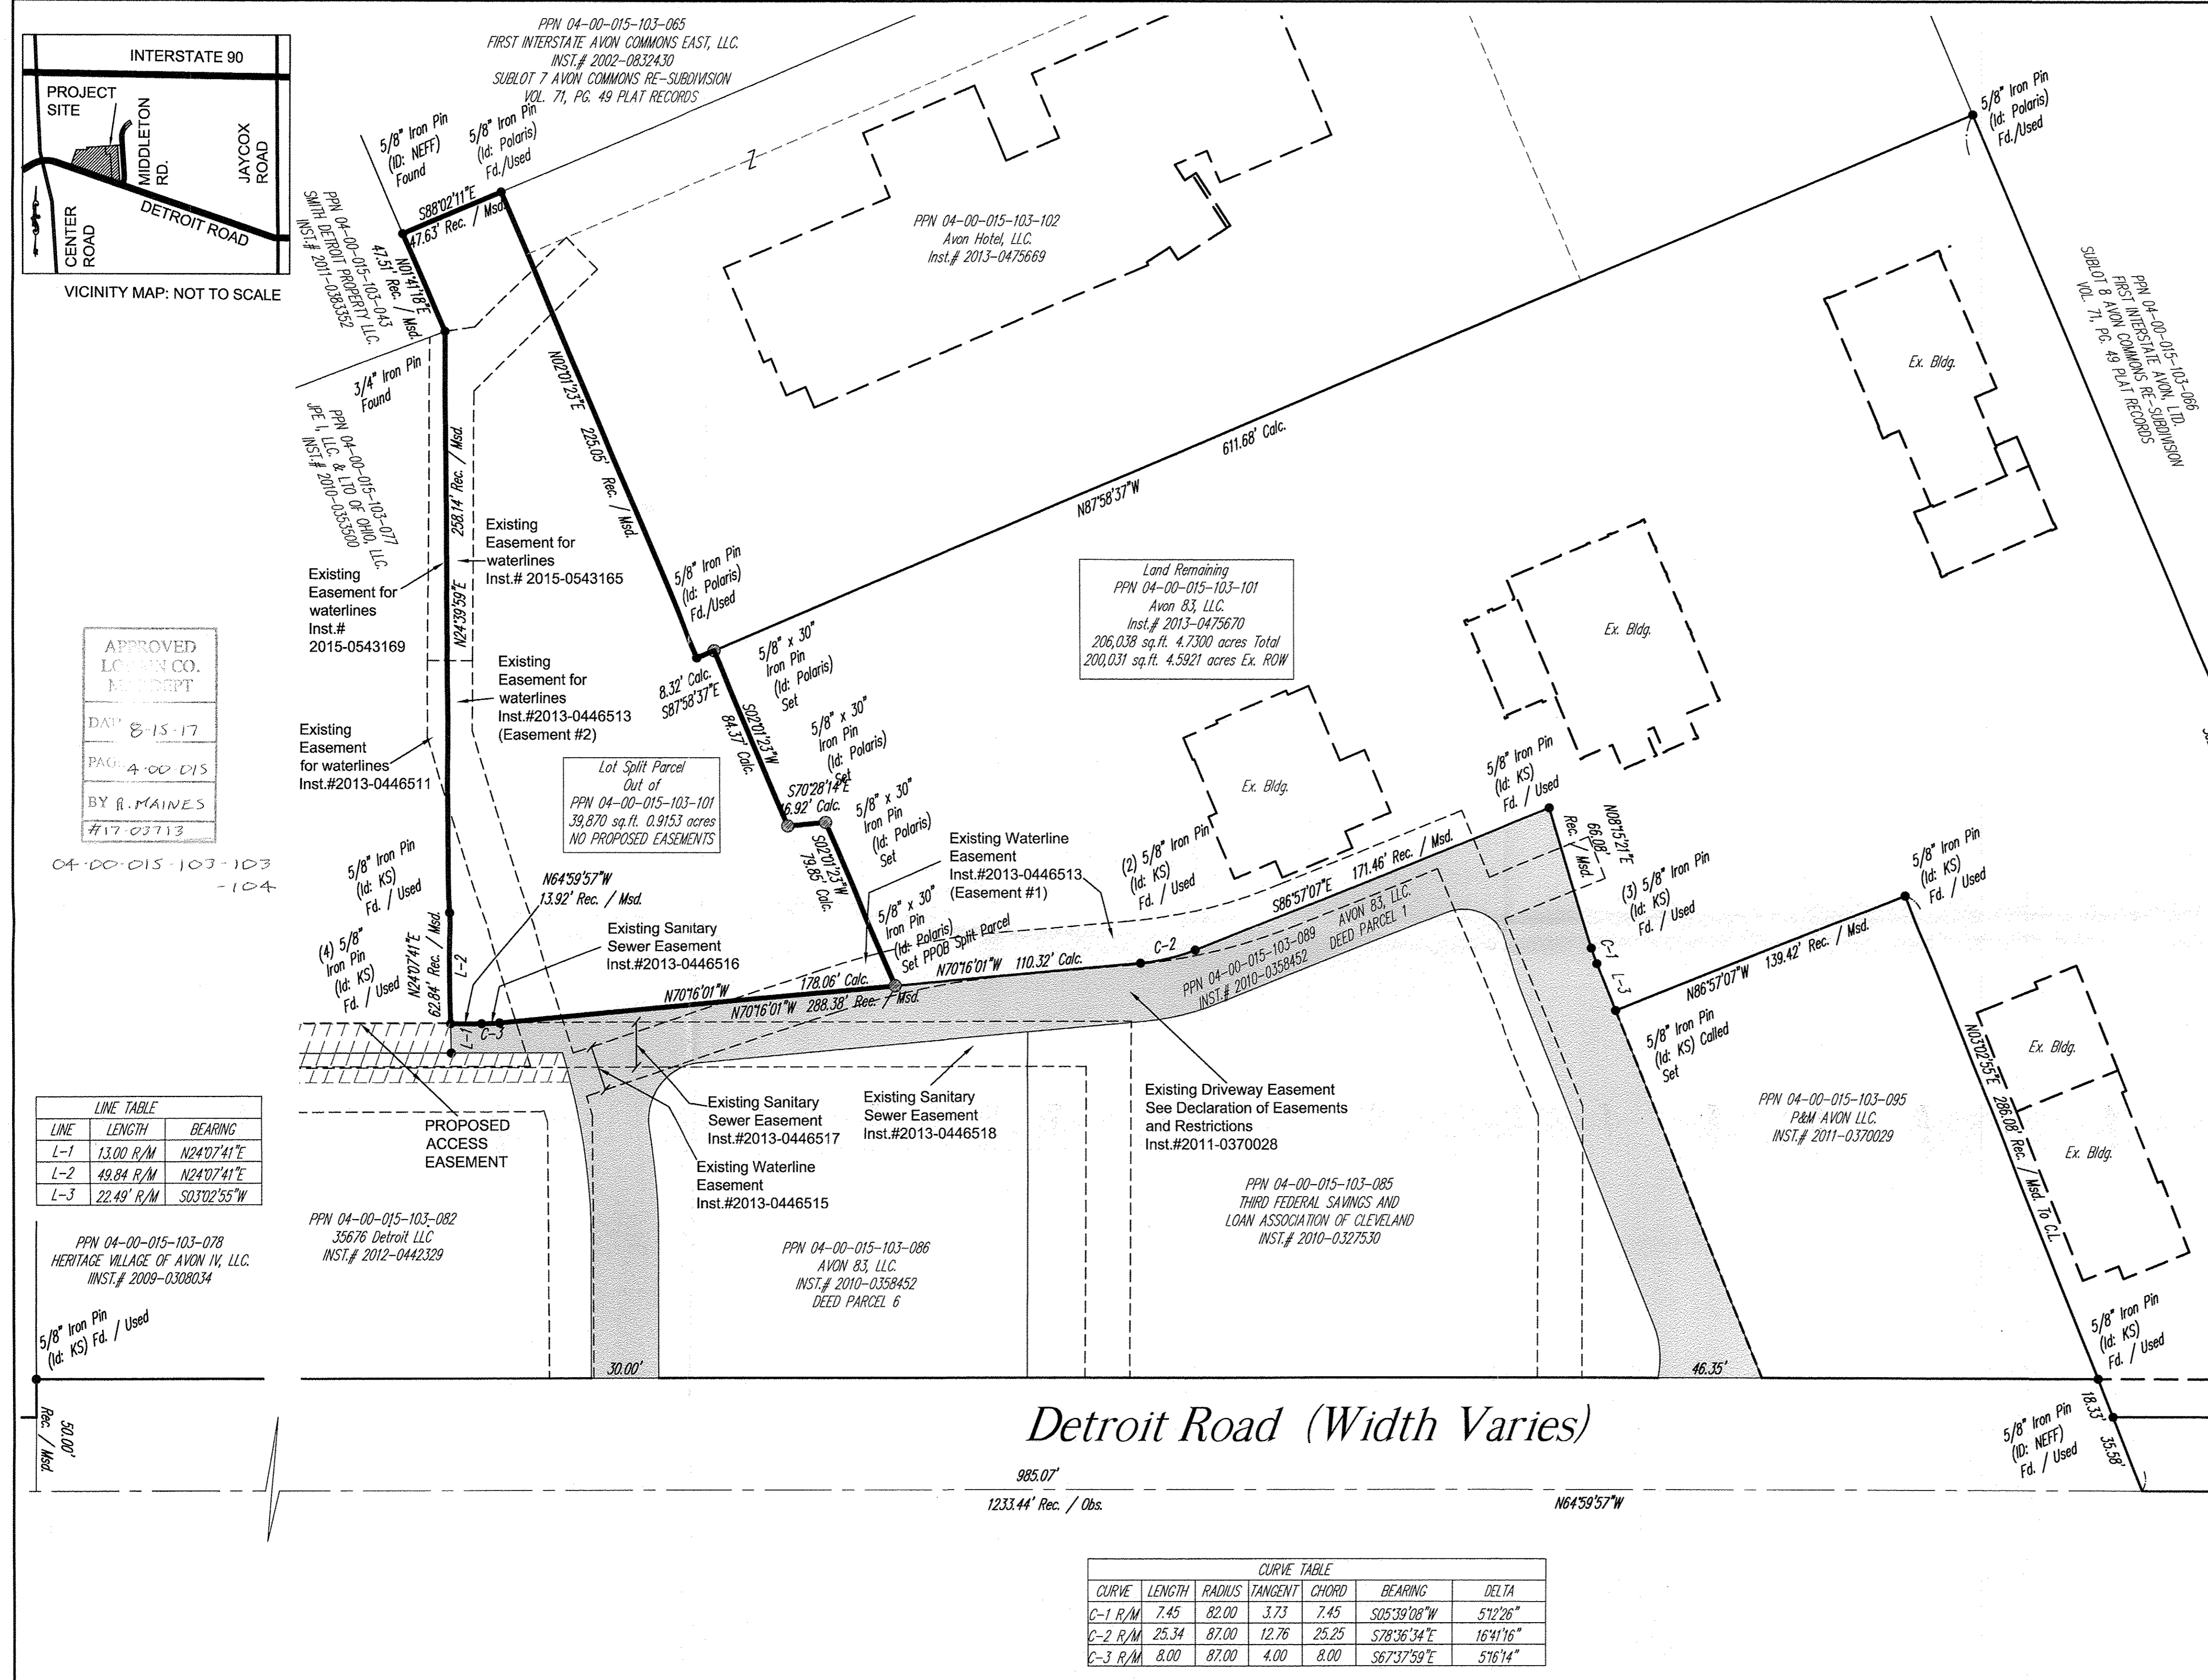 INTERSTATE 90
PROJECT
SITE
MIDDLETON
RD.
JAYCOX
ROAD
CENTER
ROAD
DETROIT ROAD
VICINITY MAP: NOT TO SCALE
PPN 04-00-015-103-065
FIRST INTERSTATE AVON COMMONS EAST, LLC.
INST.# 2002-0832430
SUBLOT 7 AVON COMMONS RE-SUBDIVISION
VOL. 71, PG. 49 PLAT RECORDS
5/8" Iron Pin
(ID: NEFF)
Found
5/8" Iron Pin
(Id: Polaris)
Fd./Used
S88°02'11"E
47.63' Rec. / Msd.
N01°41'18"E
47.51' Rec. / Msd.
PPN 04-00-015-103-043
SMITH DETROIT PROPERTY LLC.
INST.# 2011-0383352
3/4" Iron Pin
Found
PPN 04-00-015-103-077
JPE I, LLC. & LTD OF OHIO, LLC.
INST.# 2010-0353500
Z
PPN 04-00-015-103-102
Avon Hotel, LLC.
Inst.# 2013-0475669
5/8" Iron Pin
(Id: Polaris)
Fd./Used
PPN 04-00-015-103-066
FIRST INTERSTATE AVON, LTD.
SUBLOT 8 AVON COMMONS RE-SUBDIVISION
VOL. 71, PG. 49 PLAT RECORDS
Ex. Bldg.
N02°01'23"E 225.05' Rec. / Msd.
611.68' Calc.
N87°58'37"W
258.14' Rec. / Msd.
N24°39'59"E
Existing
Easement for
waterlines
Inst.# 2015-0543165
Existing
Easement for
waterlines
Inst.#
2015-0543169
Existing
Easement for
waterlines
Inst.#2013-0446513
(Easement #2)
Existing
Easement
for waterlines
Inst.#2013-0446511
5/8" Iron Pin
(Id: Polaris)
Fd./Used
8.32' Calc.
S87°58'37"E
5/8" x 30"
Iron Pin
(Id: Polaris)
Set
S02°01'23"W
84.37' Calc.
5/8" x 30"
Iron Pin
(Id: Polaris)
Set
S70°28'14"E
16.92' Calc.
5/8" x 30"
Iron Pin
(Id: Polaris)
Set
S02°01'23"W
79.85' Calc.
5/8" x 30"
Iron Pin
(Id: Polaris)
Set PPOB Split Parcel
Land Remaining
PPN 04-00-015-103-101
Avon 83, LLC.
Inst.# 2013-0475670
206,038 sq.ft. 4.7300 acres Total
200,031 sq.ft. 4.5921 acres Ex. ROW
Ex. Bldg.
Ex. Bldg.
APPROVED
LORAIN CO.
MAP DEPT
DATE 8-15-17
PAGE 4-00-015
BY R. MAINES
#17-03713
04-00-015-103-103
-104
Lot Split Parcel
Out of
PPN 04-00-015-103-101
39,870 sq.ft. 0.9153 acres
NO PROPOSED EASEMENTS
5/8" Iron Pin
(Id: KS)
Fd. / Used
(4) 5/8"
Iron Pin
(Id: KS)
Fd. / Used
N24°07'41"E
62.84' Rec. / Msd.
L-2
L-1
C-3
N64°59'57"W
13.92' Rec. / Msd.
Existing Sanitary
Sewer Easement
Inst.#2013-0446516
Existing Waterline
Easement
Inst.#2013-0446513
(Easement #1)
N70°16'01"W 178.06' Calc.
N70°16'01"W 288.38' Rec. / Msd.
N70°16'01"W 110.32' Calc.
C-2
(2) 5/8" Iron Pin
(Id: KS)
Fd. / Used
S86°57'07"E 171.46' Rec. / Msd.
PPN 04-00-015-103-089 AVON 83, LLC.
INST.# 2010-0358452 DEED PARCEL 1
5/8" Iron Pin
(Id: KS)
Fd. / Used
N08°15'21"E
66.08'
Rec. / Msd.
(3) 5/8" Iron Pin
(Id: KS)
Fd. / Used
C-1
L-3
N86°57'07"W 139.42' Rec. / Msd.
5/8" Iron Pin
(Id: KS)
Fd. / Used
5/8" Iron Pin
(Id: KS) Called
Set
PPN 04-00-015-103-095
P&M AVON LLC.
INST.# 2011-0370029
N03°02'55"E 286.08' Rec. / Msd. To C.L.
Ex. Bldg.
Ex. Bldg.
LINE TABLE
LINE LENGTH BEARING
L-1 13.00 R/M N24°07'41"E
L-2 49.84 R/M N24°07'41"E
L-3 22.49' R/M S03°02'55"W
PROPOSED
ACCESS
EASEMENT
Existing Sanitary
Sewer Easement
Inst.#2013-0446517
Existing Sanitary
Sewer Easement
Inst.#2013-0446518
Existing Waterline
Easement
Inst.#2013-0446515
Existing Driveway Easement
See Declaration of Easements
and Restrictions
Inst.#2011-0370028
PPN 04-00-015-103-078
HERITAGE VILLAGE OF AVON IV, LLC.
IINST.# 2009-0308034
PPN 04-00-015-103-082
35676 Detroit LLC
INST.# 2012-0442329
PPN 04-00-015-103-086
AVON 83, LLC.
INST.# 2010-0358452
DEED PARCEL 6
PPN 04-00-015-103-085
THIRD FEDERAL SAVINGS AND
LOAN ASSOCIATION OF CLEVELAND
INST.# 2010-0327530
5/8" Iron Pin
(Id: KS) Fd. / Used
50.00'
Rec. / Msd.
30.00'
46.35'
5/8" Iron Pin
(Id: KS)
Fd. / Used
18.33'
35.58'
5/8" Iron Pin
(ID: NEFF)
Fd. / Used
Detroit Road (Width Varies)
985.07'
1233.44' Rec. / Obs.
N64°59'57"W
CURVE TABLE
CURVE LENGTH RADIUS TANGENT CHORD BEARING DELTA
C-1 R/M 7.45 82.00 3.73 7.45 S05°39'08"W 5°12'26"
C-2 R/M 25.34 87.00 12.76 25.25 S78°36'34"E 16°41'16"
C-3 R/M 8.00 87.00 4.00 8.00 S67°37'59"E 5°16'14"